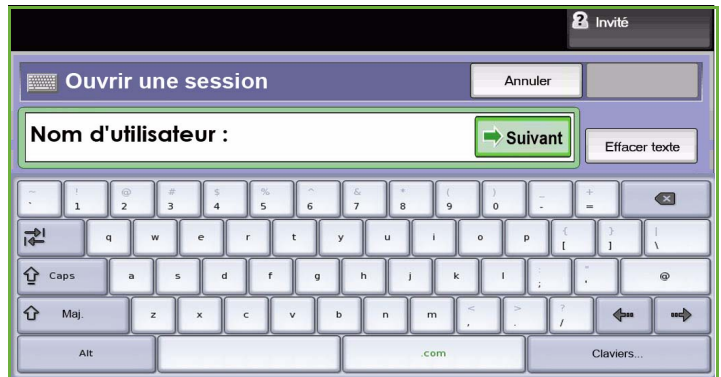 Invité
Ouvrir une session
Annuler
Nom d'utilisateur :
Suivant
Effacer texte
~ ` ! 1 @ 2 # 3 $ 4 % 5 ^ 6 & 7 * 8 ( 9 ) 0 _ - + =
q w e r t y u i o p { [ } ] | \
Caps a s d f g h j k l : ; " ' @
Maj. z x c v b n m < , > . ? /
Alt .com Claviers...